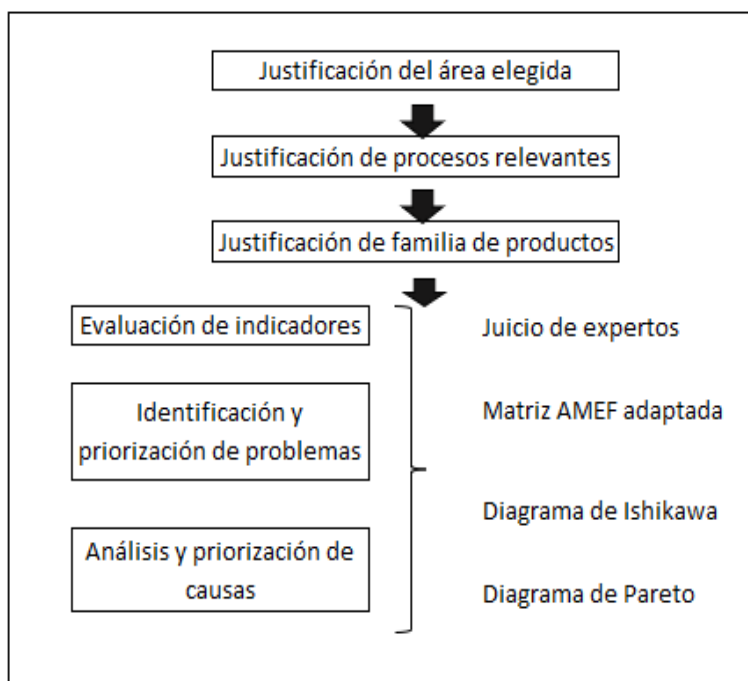 Justificación del área elegida
Justificación de procesos relevantes
Justificación de familia de productos
Evaluación de indicadores
Identificación y
priorización de problemas
Análisis y priorización de
causas
Juicio de expertos
Matriz AMEF adaptada
Diagrama de Ishikawa
Diagrama de Pareto